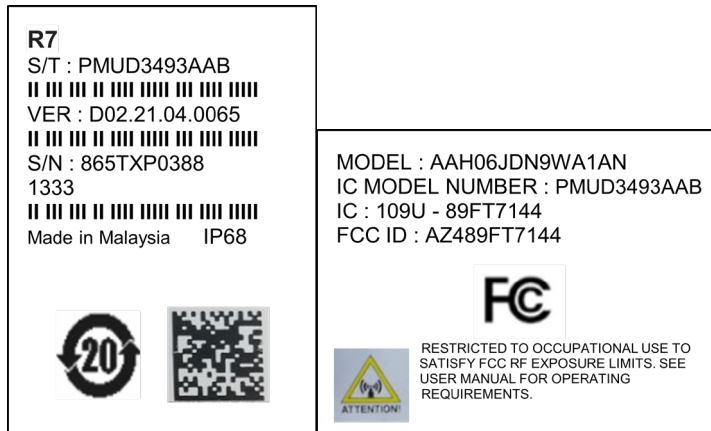 R7
S/T : PMUD3493AAB
VER : D02.21.04.0065
S/N : 865TXP0388
1333
Made in Malaysia IP68
20
MODEL : AAH06JDN9WA1AN
IC MODEL NUMBER : PMUD3493AAB
IC : 109U - 89FT7144
FCC ID : AZ489FT7144
FC
RESTRICTED TO OCCUPATIONAL USE TO
SATISFY FCC RF EXPOSURE LIMITS. SEE
USER MANUAL FOR OPERATING
REQUIREMENTS.
ATTENTION!